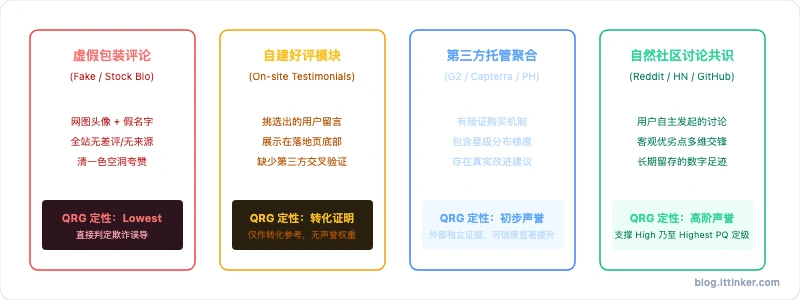 虚假包装评论
(Fake / Stock Bio)
网图头像 + 假名字
全站无差评/无来源
清一色空洞夸赞
QRG 定性：Lowest
直接判定欺诈误导
自建好评模块
(On-site Testimonials)
挑选出的用户留言
展示在落地页底部
缺少第三方交叉验证
QRG 定性：转化证明
仅作转化参考，无声誉权重
第三方托管聚合
(G2 / Capterra / PH)
有验证购买机制
包含星级分布梯度
存在真实改进建议
QRG 定性：初步声誉
外部独立证据，可信度显著提升
自然社区讨论共识
(Reddit / HN / GitHub)
用户自主发起的讨论
客观优劣点多维交锋
长期留存的数字足迹
QRG 定性：高阶声誉
支撑 High 乃至 Highest PQ 定级
blog.ittinker.com